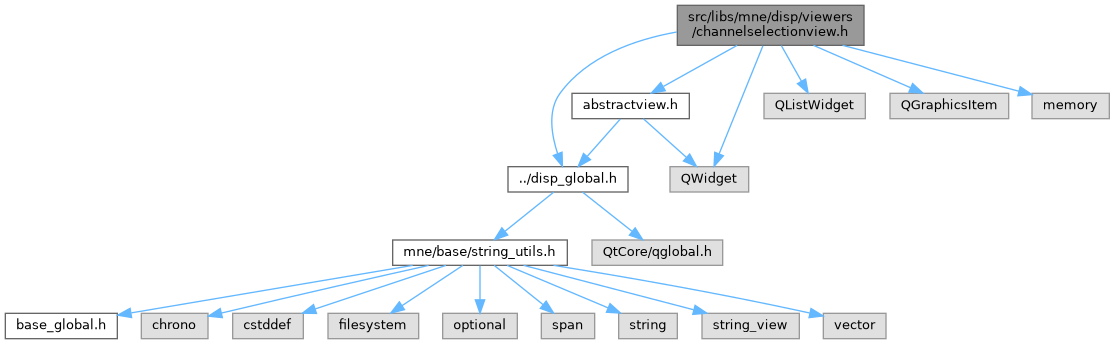 src/libs/mne/disp/viewers
/channelselectionview.h
abstractview.h
QListWidget
QGraphicsItem
memory
../disp_global.h
QWidget
mne/base/string_utils.h
QtCore/qglobal.h
base_global.h
chrono
cstddef
filesystem
optional
span
string
string_view
vector